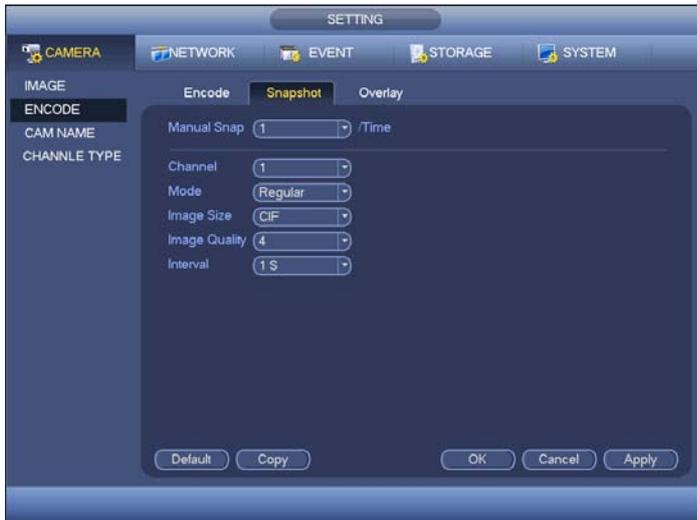 SETTING
CAMERA NETWORK EVENT STORAGE SYSTEM
IMAGE
ENCODE
CAM NAME
CHANNLE TYPE
Encode Snapshot Overlay
Manual Snap 1 /Time
Channel 1
Mode Regular
Image Size CIF
Image Quality 4
Interval 1 S
Default Copy OK Cancel Apply